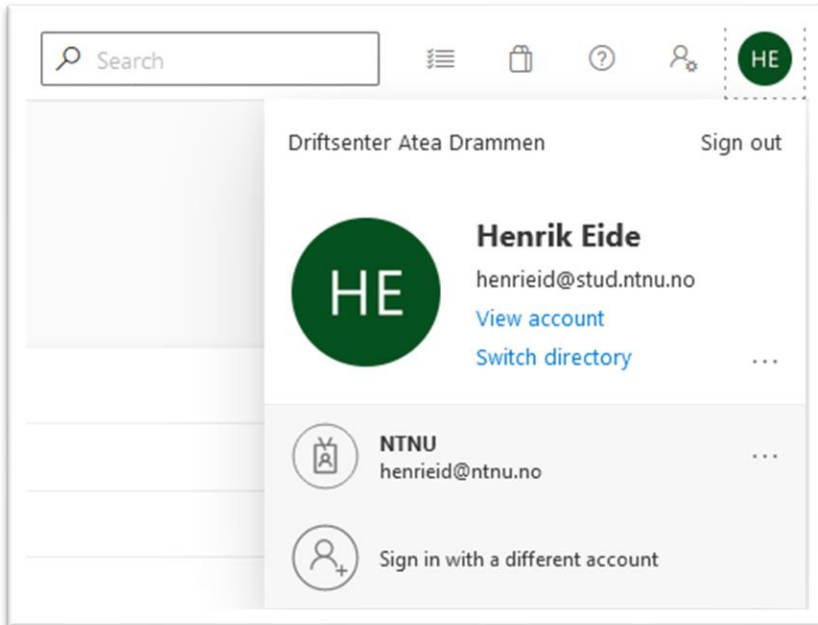 Search
HE
Driftsenter Atea Drammen
Sign out
HE
Henrik Eide
henrieid@stud.ntnu.no
View account
Switch directory
...
NTNU
henrieid@ntnu.no
...
Sign in with a different account